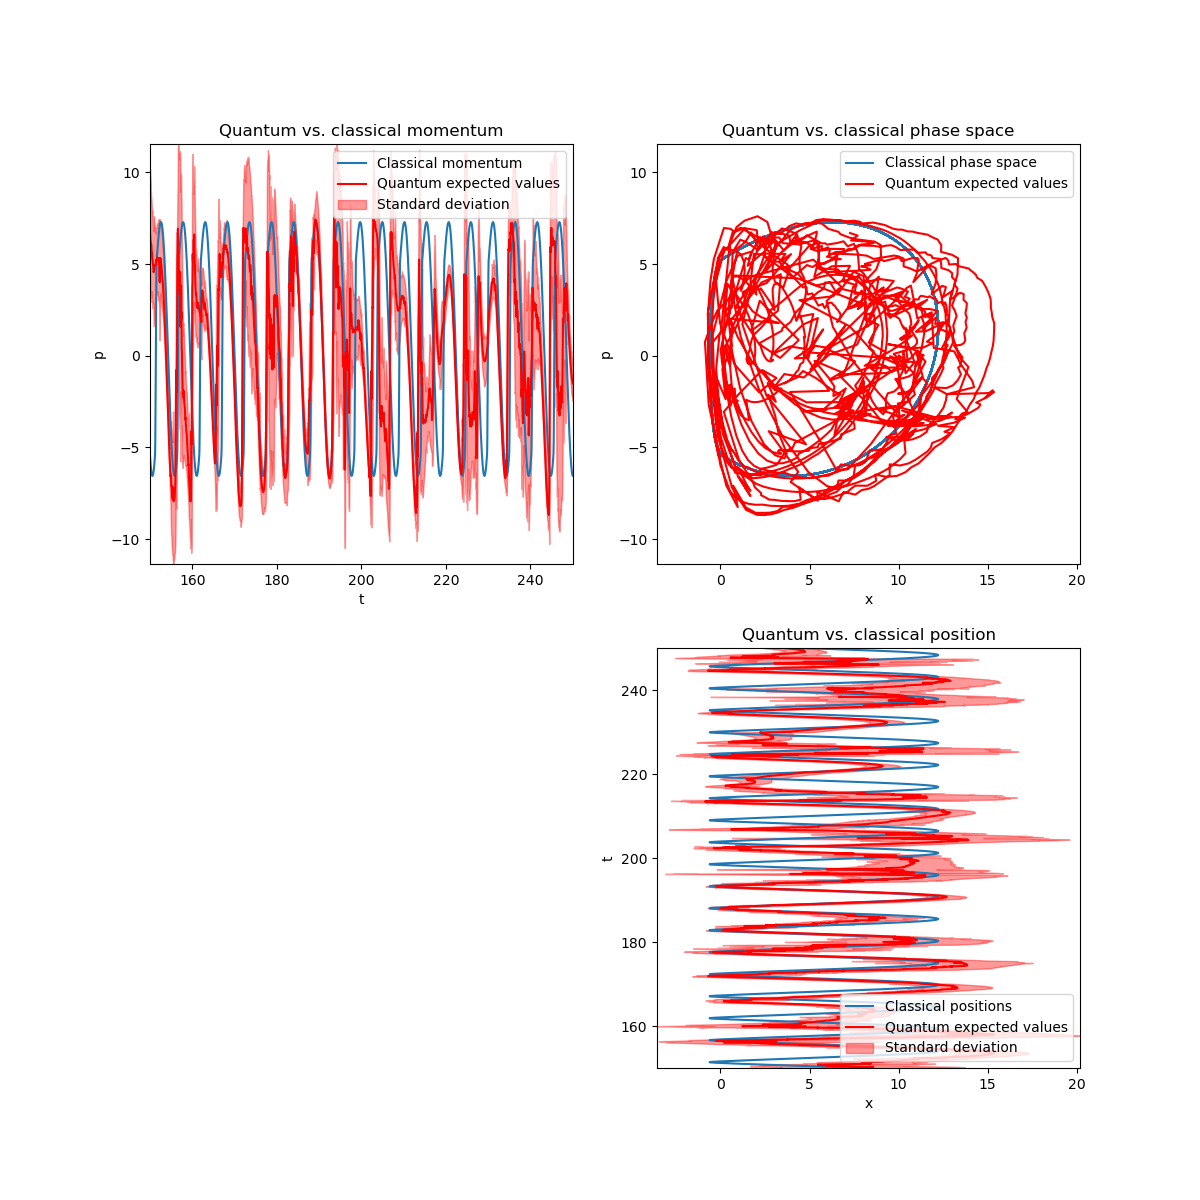 Quantum vs. classical momentum
Classical momentum
Quantum expected values
Standard deviation
10
5
0
−5
−10
p
160
180
200
220
240
t
Quantum vs. classical phase space
Classical phase space
Quantum expected values
10
5
0
−5
−10
p
0
5
10
15
20
x
Quantum vs. classical position
240
220
200
180
160
t
Classical positions
Quantum expected values
Standard deviation
0
5
10
15
20
x